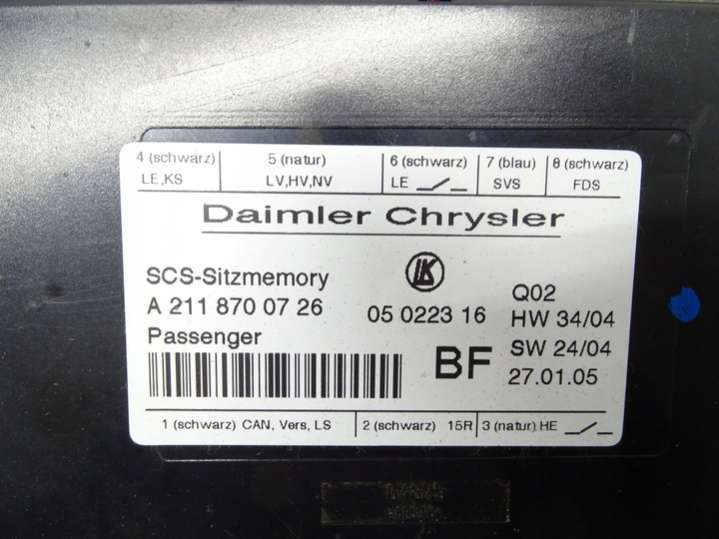 4 (schwarz) 5 (natur) 6 (schwarz) 7 (blau) 8 (schwarz)
LE,KS LV,HV,NV LE SVS FDS
Daimler Chrysler
SCS-Sitzmemory LK
A 211 870 07 26 05 0223 16 Q02
HW 34/04
Passenger BF SW 24/04
27.01.05
1 (schwarz) CAN, Vers, LS 2 (schwarz) 15R 3 (natur) HE